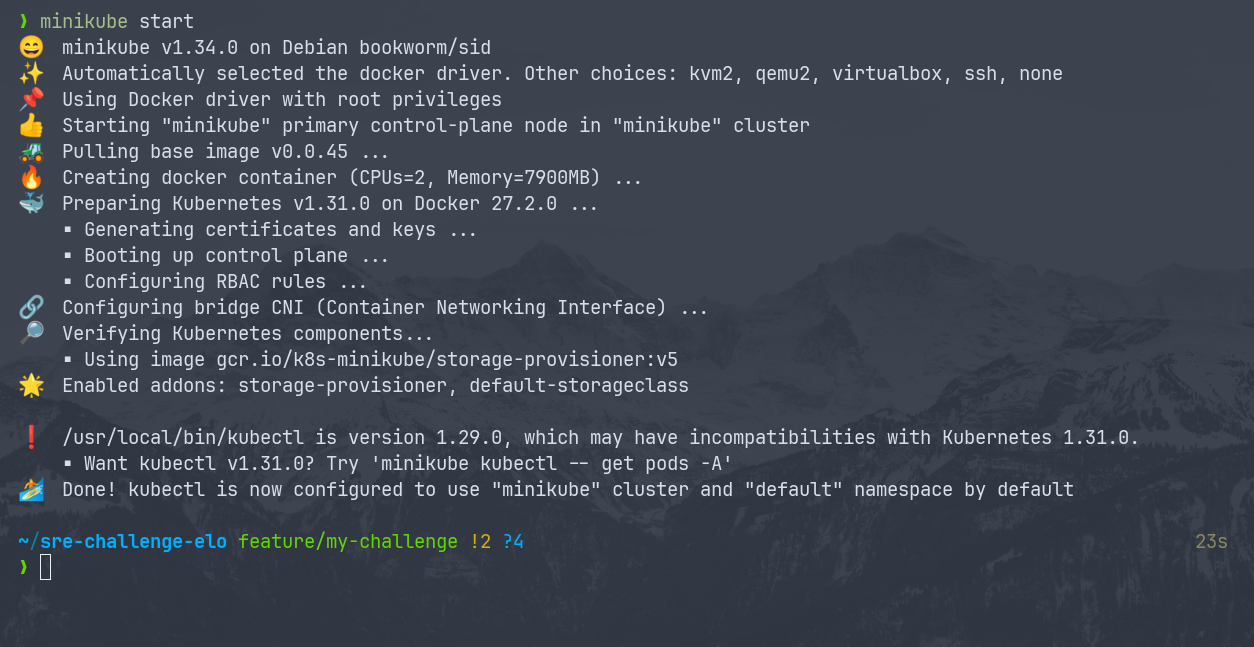 ❯ minikube start
😄 minikube v1.34.0 on Debian bookworm/sid
✨ Automatically selected the docker driver. Other choices: kvm2, qemu2, virtualbox, ssh, none
📌 Using Docker driver with root privileges
👍 Starting "minikube" primary control-plane node in "minikube" cluster
🚜 Pulling base image v0.0.45 ...
🔥 Creating docker container (CPUs=2, Memory=7900MB) ...
🐳 Preparing Kubernetes v1.31.0 on Docker 27.2.0 ...
▪ Generating certificates and keys ...
▪ Booting up control plane ...
▪ Configuring RBAC rules ...
🔗 Configuring bridge CNI (Container Networking Interface) ...
🔎 Verifying Kubernetes components...
▪ Using image gcr.io/k8s-minikube/storage-provisioner:v5
🌟 Enabled addons: storage-provisioner, default-storageclass
❗ /usr/local/bin/kubectl is version 1.29.0, which may have incompatibilities with Kubernetes 1.31.0.
▪ Want kubectl v1.31.0? Try 'minikube kubectl -- get pods -A'
🏄 Done! kubectl is now configured to use "minikube" cluster and "default" namespace by default
~/sre-challenge-elo feature/my-challenge !2 ?4 23s
❯